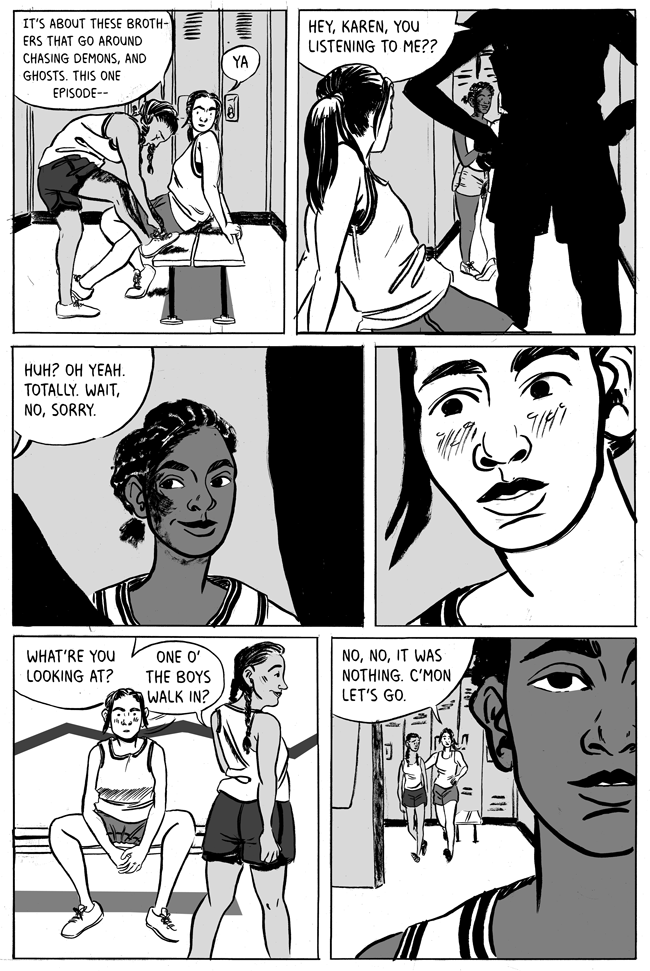 IT'S ABOUT THESE BROTH-
ERS THAT GO AROUND
CHASING DEMONS, AND
GHOSTS. THIS ONE
EPISODE--
YA
HEY, KAREN, YOU
LISTENING TO ME??
HUH? OH YEAH.
TOTALLY. WAIT,
NO, SORRY.
WHAT'RE YOU
LOOKING AT?
ONE O'
THE BOYS
WALK IN?
NO, NO, IT WAS
NOTHING. C'MON
LET'S GO.